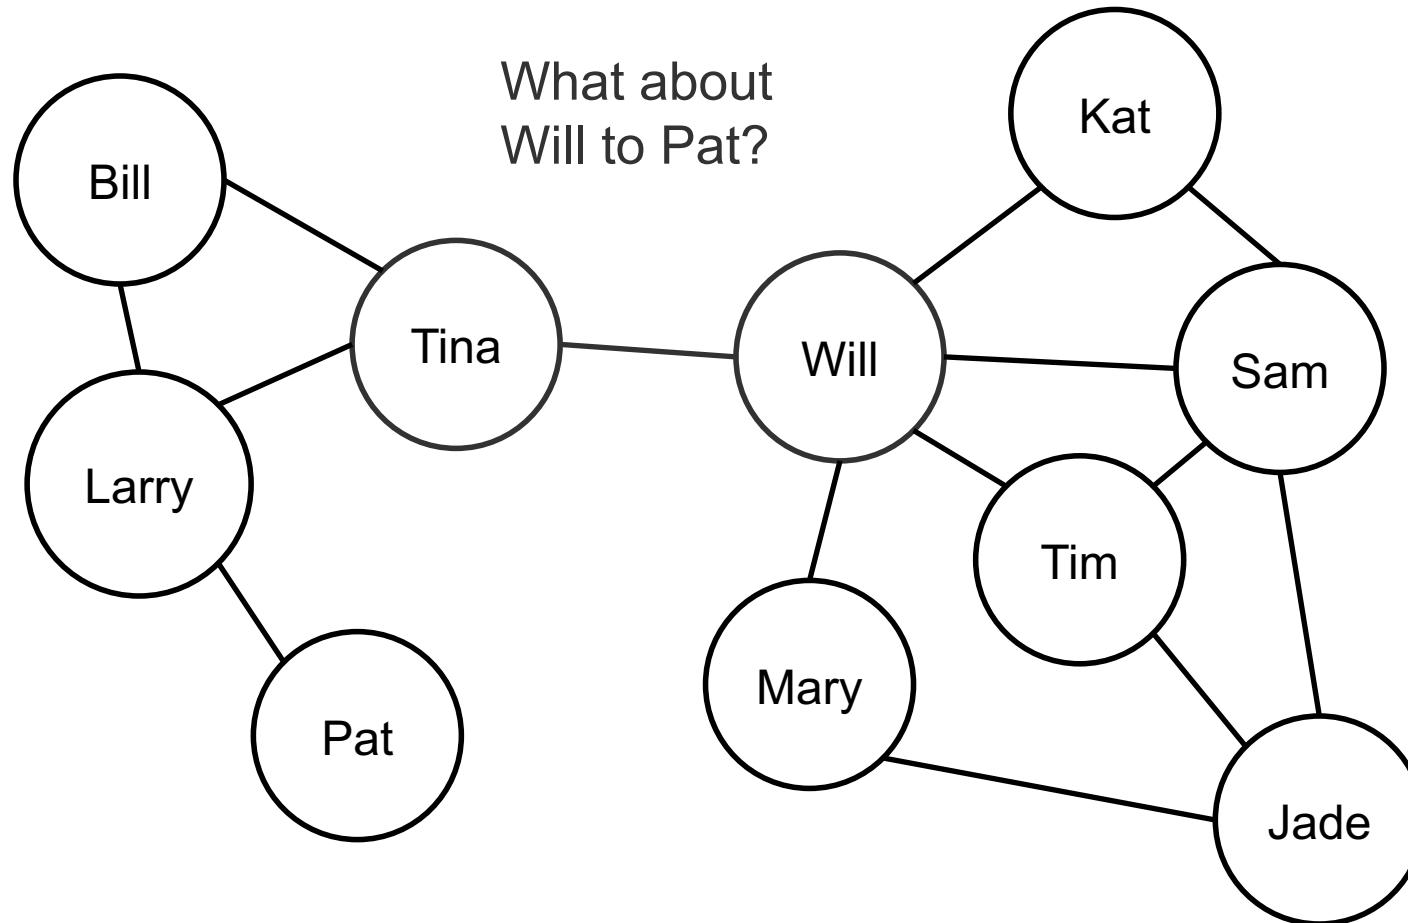 What about
Will to Pat?
Kat
Bill
Tina
Will
Sam
Larry
Tim
Mary
Pat
Jade